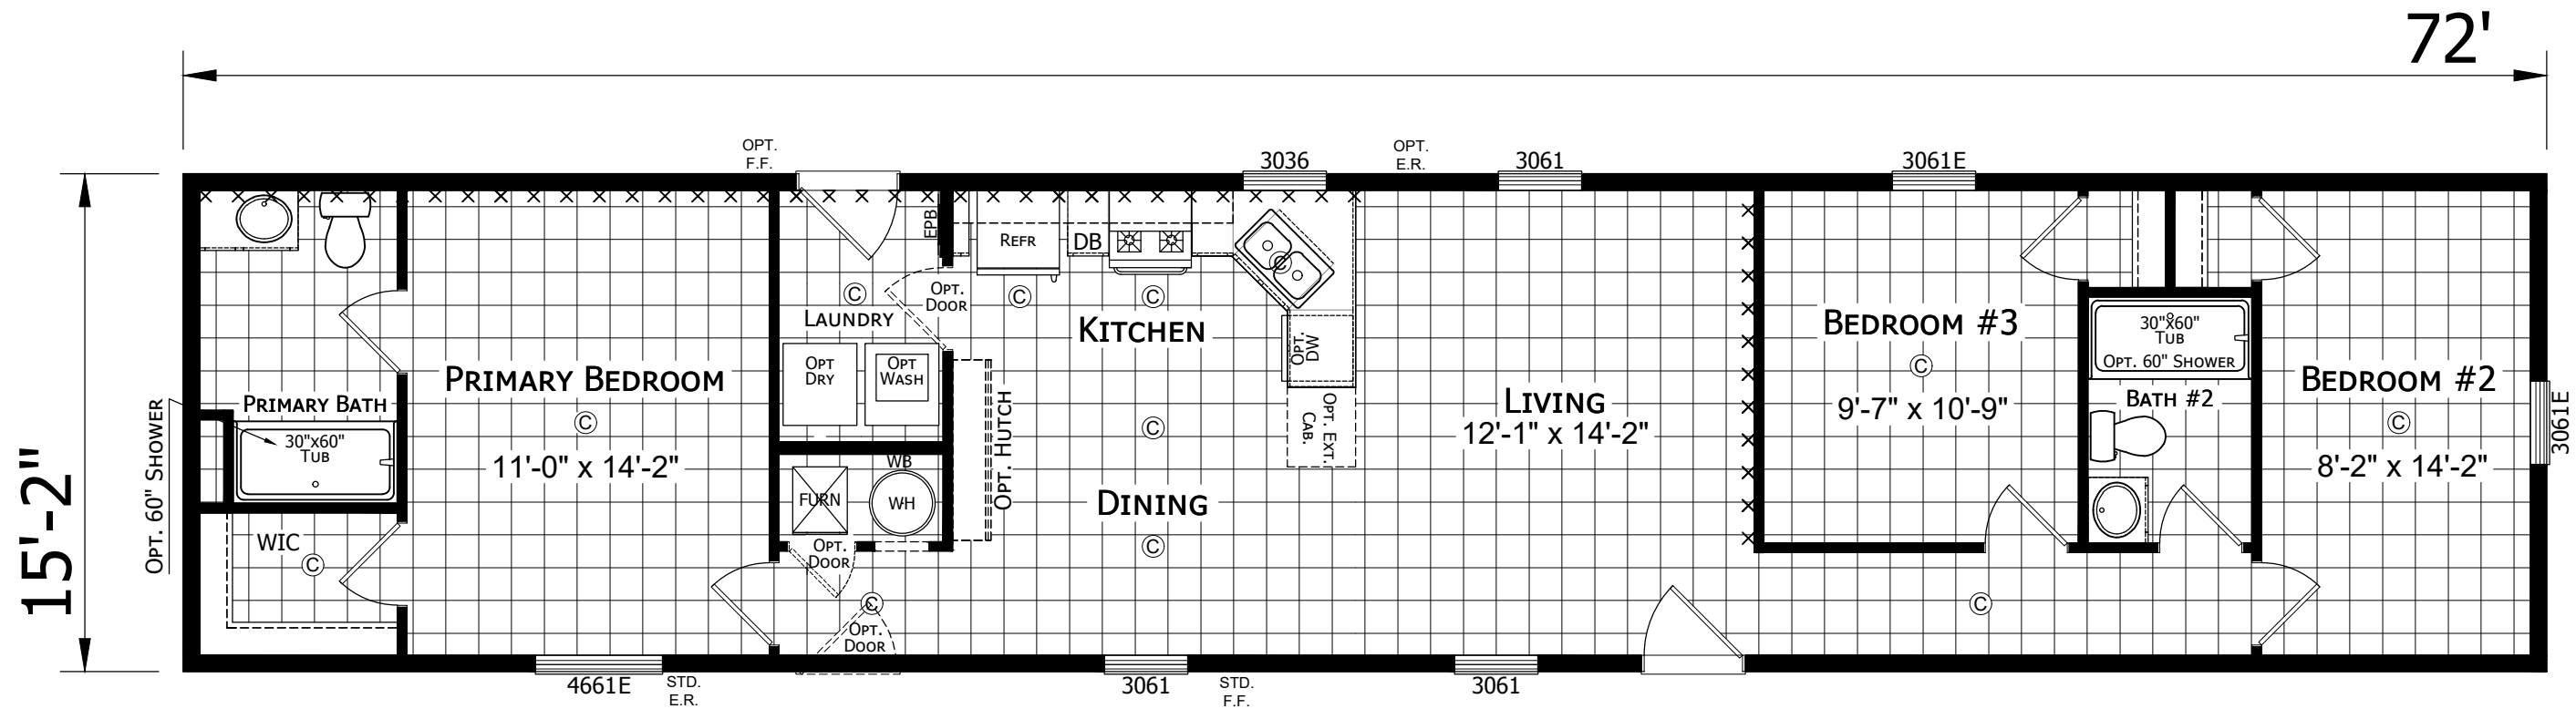 72'
15'-2"
OPT.
F.F.
3036
OPT.
E.R.
3061
3061E
EPB
REFR
DB
C
OPT.
DOOR
C
C
C
LAUNDRY
KITCHEN
OPT.
DW
BEDROOM #3
C
9'-7" x 10'-9"
30"x60"
TUB
OPT. 60" SHOWER
BATH #2
BEDROOM #2
C
8'-2" x 14'-2"
3061E
OPT
DRY
OPT
WASH
PRIMARY BEDROOM
C
11'-0" x 14'-2"
PRIMARY BATH
30"x60"
TUB
OPT. 60" SHOWER
OPT. HUTCH
C
OPT. EXT.
CAB.
LIVING
12'-1" x 14'-2"
WB
FURN
WH
DINING
C
WIC
C
OPT.
DOOR
C
OPT.
DOOR
C
4661E
STD.
E.R.
3061
STD.
F.F.
3061